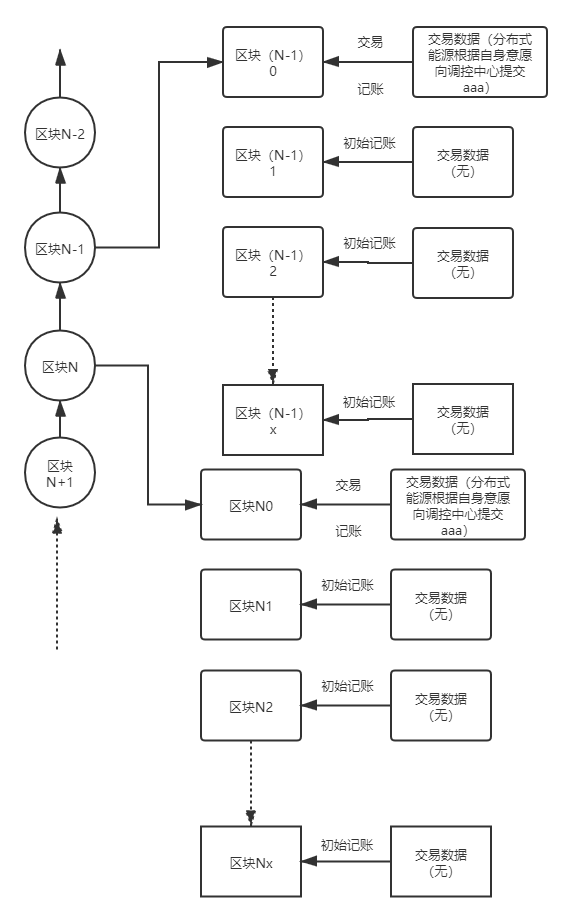 区块N-2
区块N-1
区块N
区块
N+1
区块（N-1）
0
交易
记账
交易数据（分布式
能源根据自身意愿
向调控中心提交
aaa）
区块（N-1）
1
初始记账
交易数据
（无）
区块（N-1）
2
初始记账
交易数据
（无）
区块（N-1）
x
初始记账
交易数据
（无）
区块N0
交易
记账
交易数据（分布式
能源根据自身意愿
向调控中心提交
aaa）
区块N1
初始记账
交易数据
（无）
区块N2
初始记账
交易数据
（无）
区块Nx
初始记账
交易数据
（无）